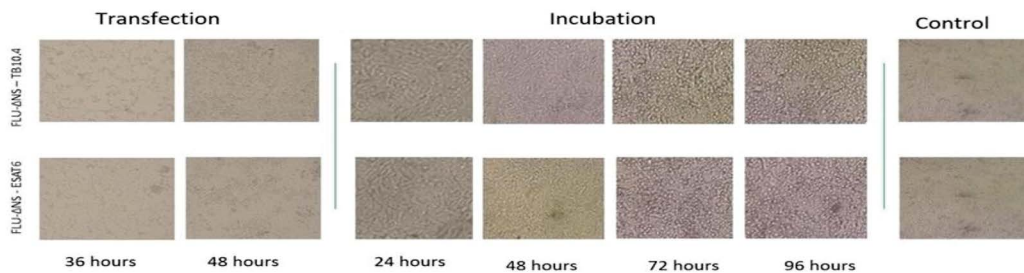 Transfection
Incubation
Control
FLU-ΔNS – TB10.4
FLU-ΔNS - ESAT6
36 hours
48 hours
24 hours
48 hours
72 hours
96 hours